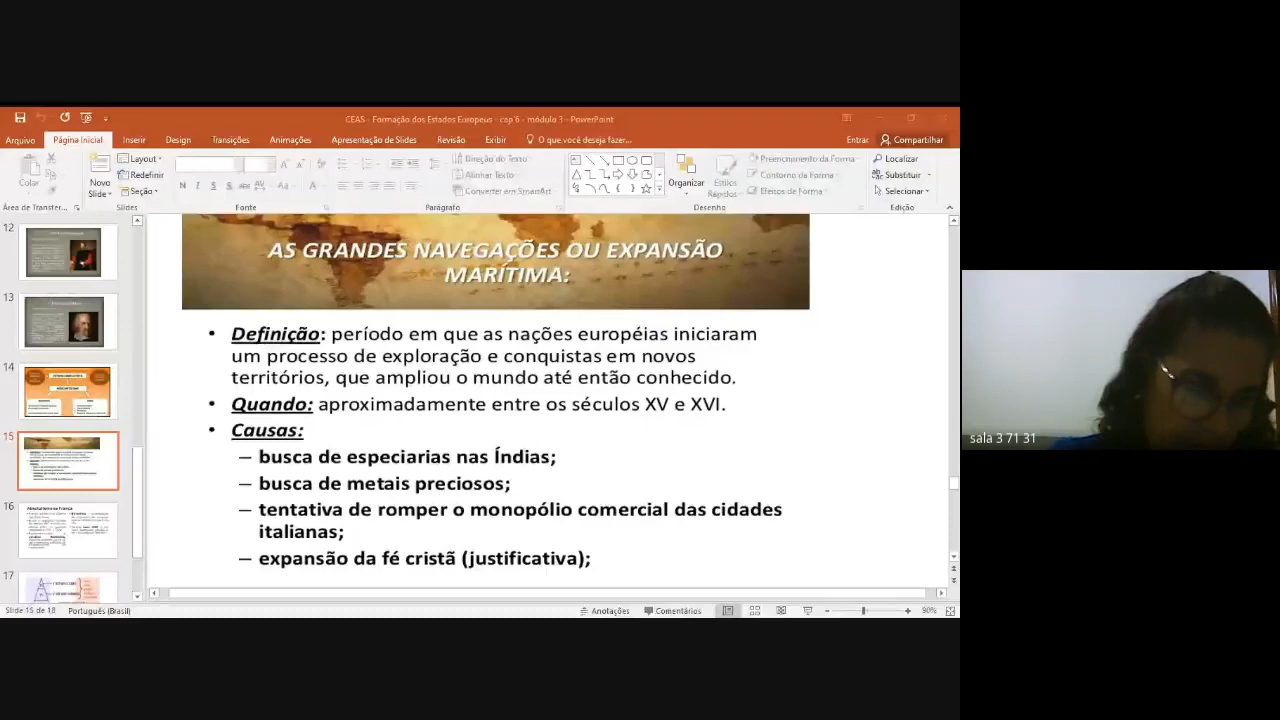 CEAS - Formação dos Estados Europeus - cap 6 - módulo 3 - PowerPoint
Arquivo Página Inicial Inserir Design Transições Animações Apresentação de Slides Revisão Exibir O que você deseja fazer... Entrar Compartilhar
Colar
Novo Slide
Layout
Redefinir
Seção
N I S S abc AV Aa A
Direção do Texto
Alinhar Texto
Converter em SmartArt
Organizar
Estilos Rápidos
Preenchimento da Forma
Contorno da Forma
Efeitos de Forma
Localizar
Substituir
Selecionar
Área de Transfer... Slides Fonte Parágrafo Desenho Edição
12
13
14
15
16
17
AS GRANDES NAVEGAÇÕES OU EXPANSÃO
MARÍTIMA:
• Definição: período em que as nações européias iniciaram
um processo de exploração e conquistas em novos
territórios, que ampliou o mundo até então conhecido.
• Quando: aproximadamente entre os séculos XV e XVI.
• Causas:
– busca de especiarias nas Índias;
– busca de metais preciosos;
– tentativa de romper o monopólio comercial das cidades
italianas;
– expansão da fé cristã (justificativa);
Slide 15 de 18 Português (Brasil) Anotações Comentários 90%
sala 3 71 31